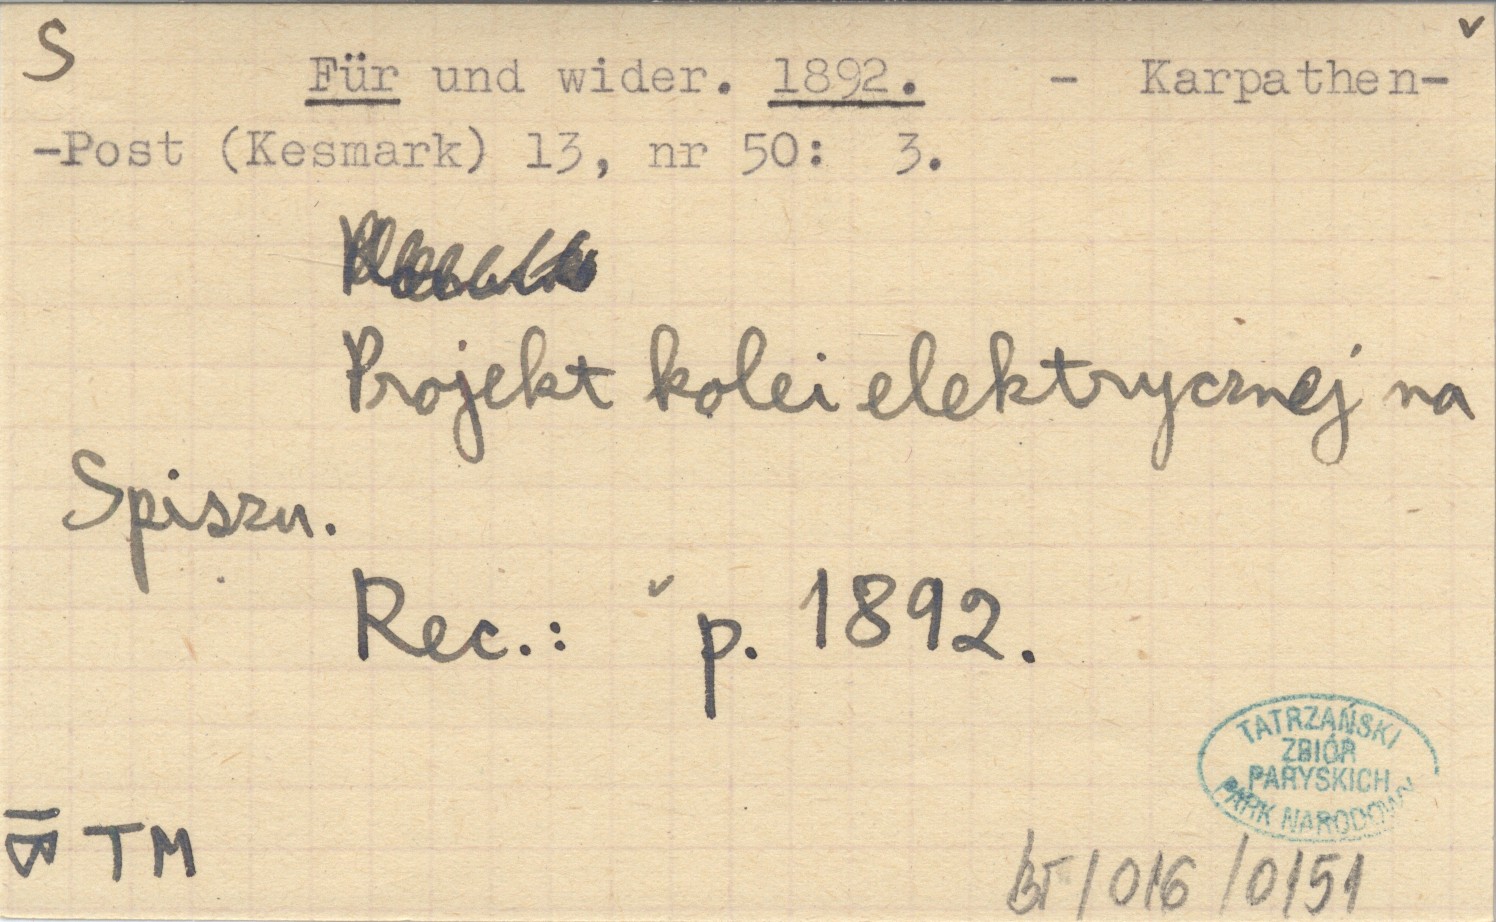 S
Für und wider. 1892. - Karpathen-
-Post (Kesmark) 13, nr 50: 3.
Projekt kolei elektrycznej na
Spiszu.
Rec.: p. 1892.
TATRZAŃSKI
ZBIÓR
PARYSKICH
PARK NARODOWY
TM
BT/016/0151